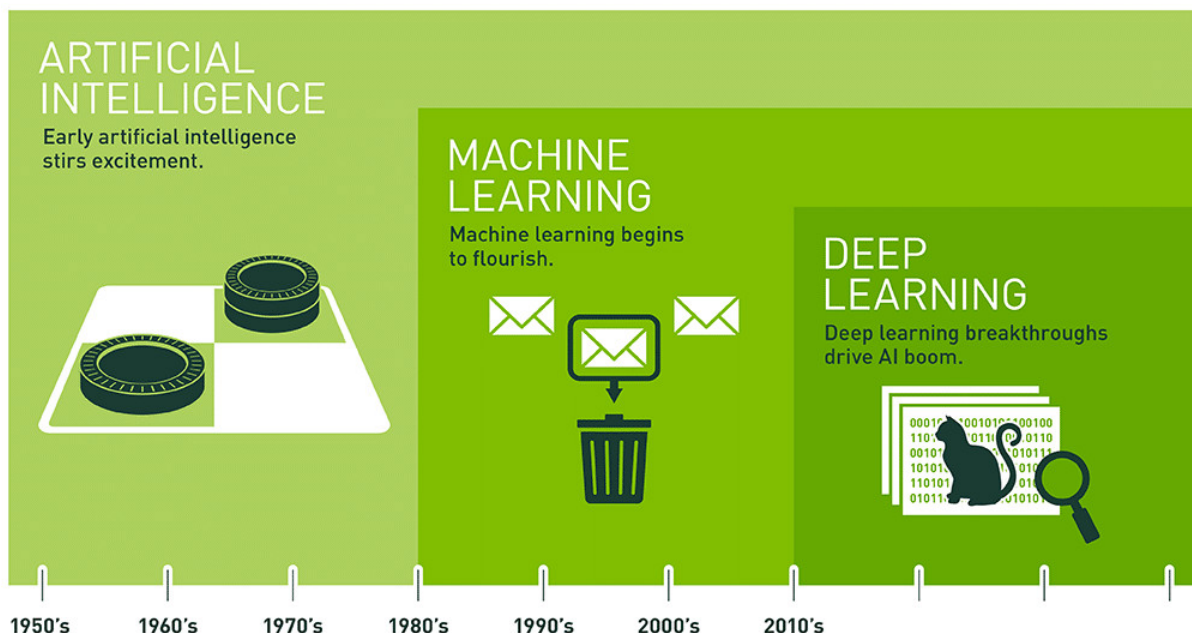 ARTIFICIAL
INTELLIGENCE
Early artificial intelligence
stirs excitement.
MACHINE
LEARNING
Machine learning begins
to flourish.
DEEP
LEARNING
Deep learning breakthroughs
drive AI boom.
1950's 1960's 1970's 1980's 1990's 2000's 2010's